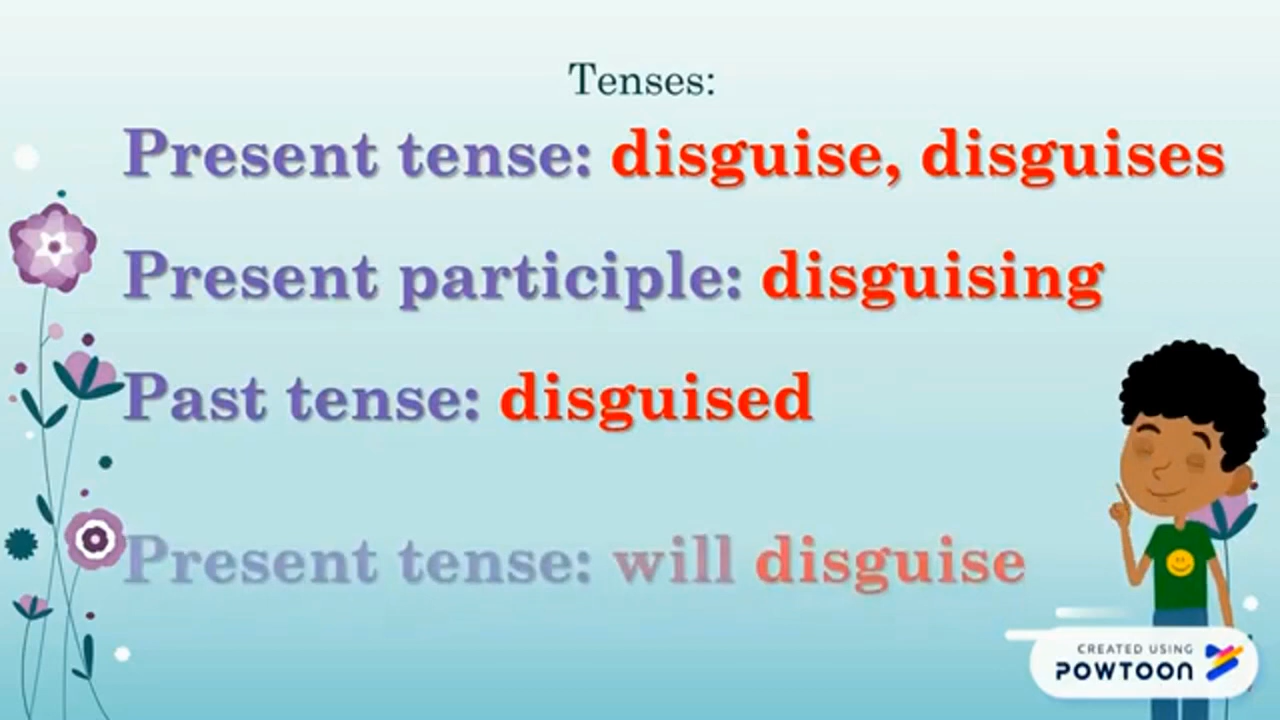 Tenses:
Present tense: disguise, disguises
Present participle: disguising
Past tense: disguised
Present tense: will disguise
CREATED USING
POWTOON